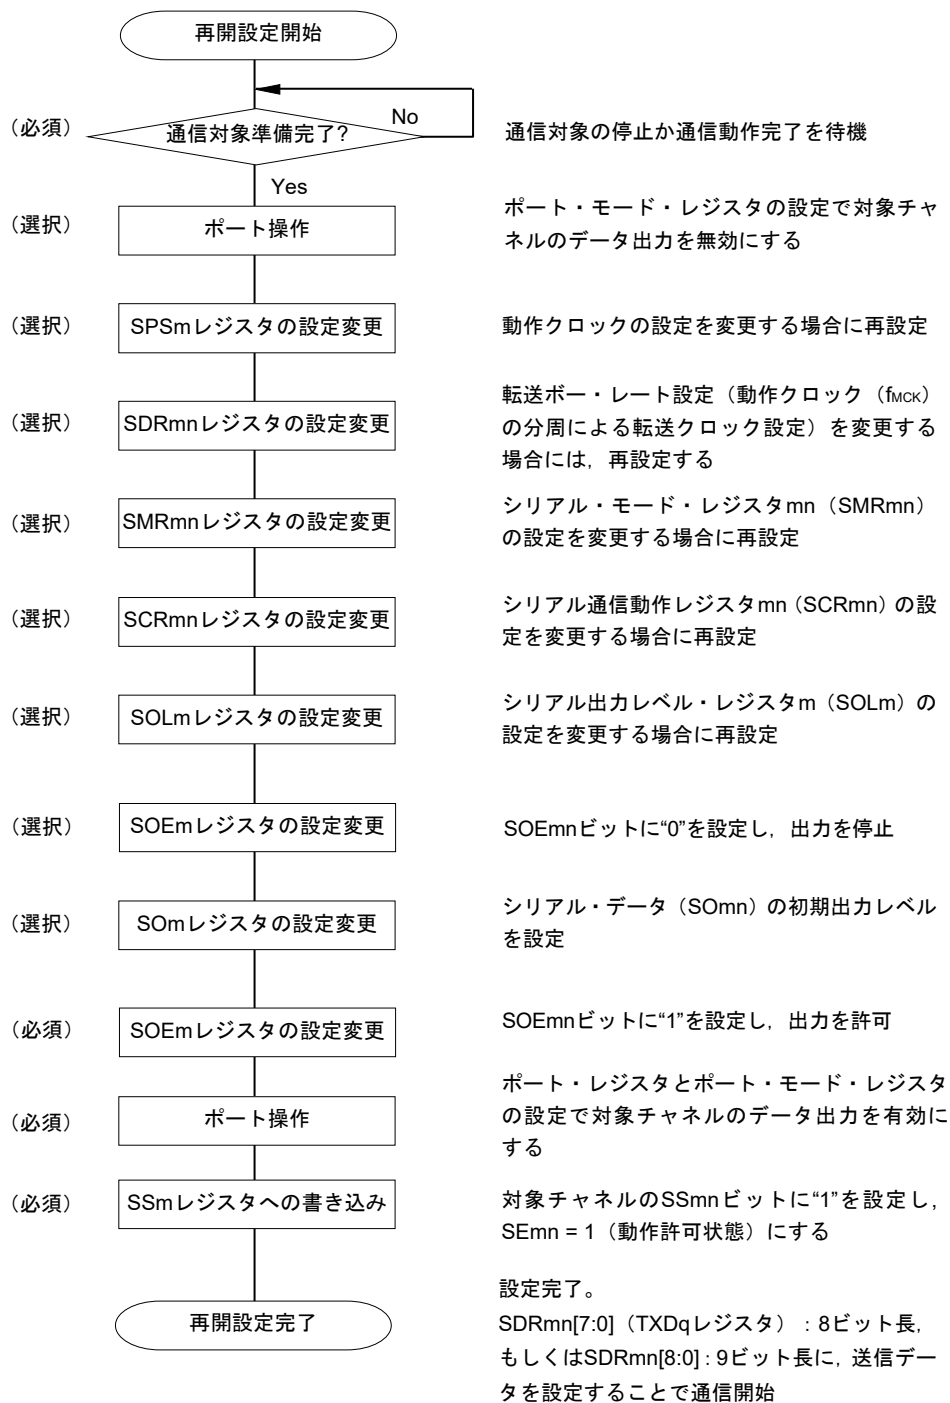 再開設定開始
（必須）
通信対象準備完了?
No
通信対象の停止か通信動作完了を待機
Yes
（選択）
ポート操作
ポート・モード・レジスタの設定で対象チャ
ネルのデータ出力を無効にする
（選択）
SPSmレジスタの設定変更
動作クロックの設定を変更する場合に再設定
（選択）
SDRmnレジスタの設定変更
転送ボー・レート設定（動作クロック（fMCK）
の分周による転送クロック設定）を変更する
場合には，再設定する
（選択）
SMRmnレジスタの設定変更
シリアル・モード・レジスタmn（SMRmn）
の設定を変更する場合に再設定
（選択）
SCRmnレジスタの設定変更
シリアル通信動作レジスタmn（SCRmn）の設
定を変更する場合に再設定
（選択）
SOLmレジスタの設定変更
シリアル出力レベル・レジスタm（SOLm）の
設定を変更する場合に再設定
（選択）
SOEmレジスタの設定変更
SOEmnビットに“0”を設定し，出力を停止
（選択）
SOmレジスタの設定変更
シリアル・データ（SOmn）の初期出力レベル
を設定
（必須）
SOEmレジスタの設定変更
SOEmnビットに“1”を設定し，出力を許可
（必須）
ポート操作
ポート・レジスタとポート・モード・レジスタ
の設定で対象チャネルのデータ出力を有効に
する
（必須）
SSmレジスタへの書き込み
対象チャネルのSSmnビットに“1”を設定し，
SEmn = 1（動作許可状態）にする
再開設定完了
設定完了。
SDRmn[7:0]（TXDqレジスタ）：8ビット長，
もしくはSDRmn[8:0]：9ビット長に，送信デー
タを設定することで通信開始